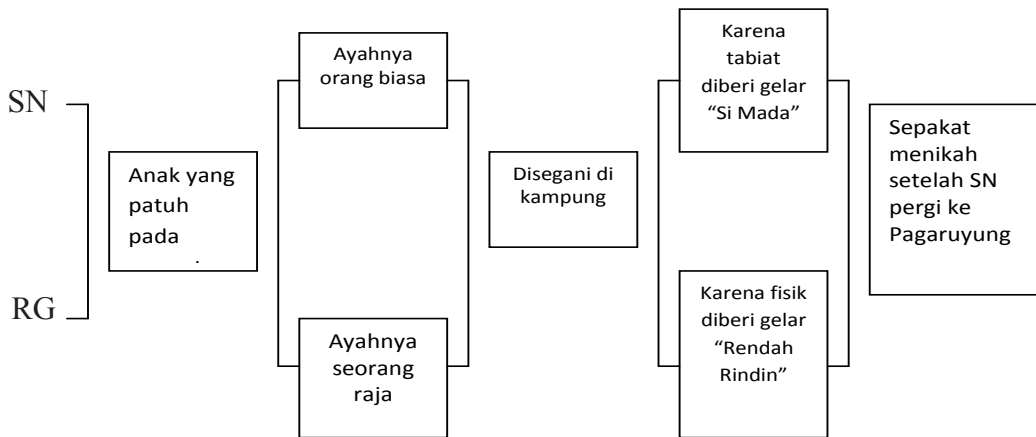 SN
RG
Anak yang
patuh
pada
.
Ayahnya
orang biasa
Ayahnya
seorang
raja
Disegani di
kampung
Karena
tabiat
diberi gelar
“Si Mada”
Karena fisik
diberi gelar
“Rendah
Rindin”
Sepakat
menikah
setelah SN
pergi ke
Pagaruyung